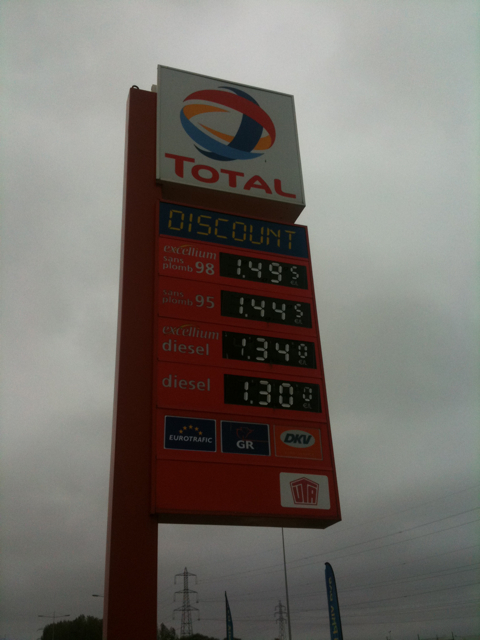 TOTAL
DISCOUNT
excellium
sans
plomb 98 1.495
sans
plomb 95 1.445
excellium
diesel 1.340
diesel 1.300
EUROTRAFIC GR DKV
UTA